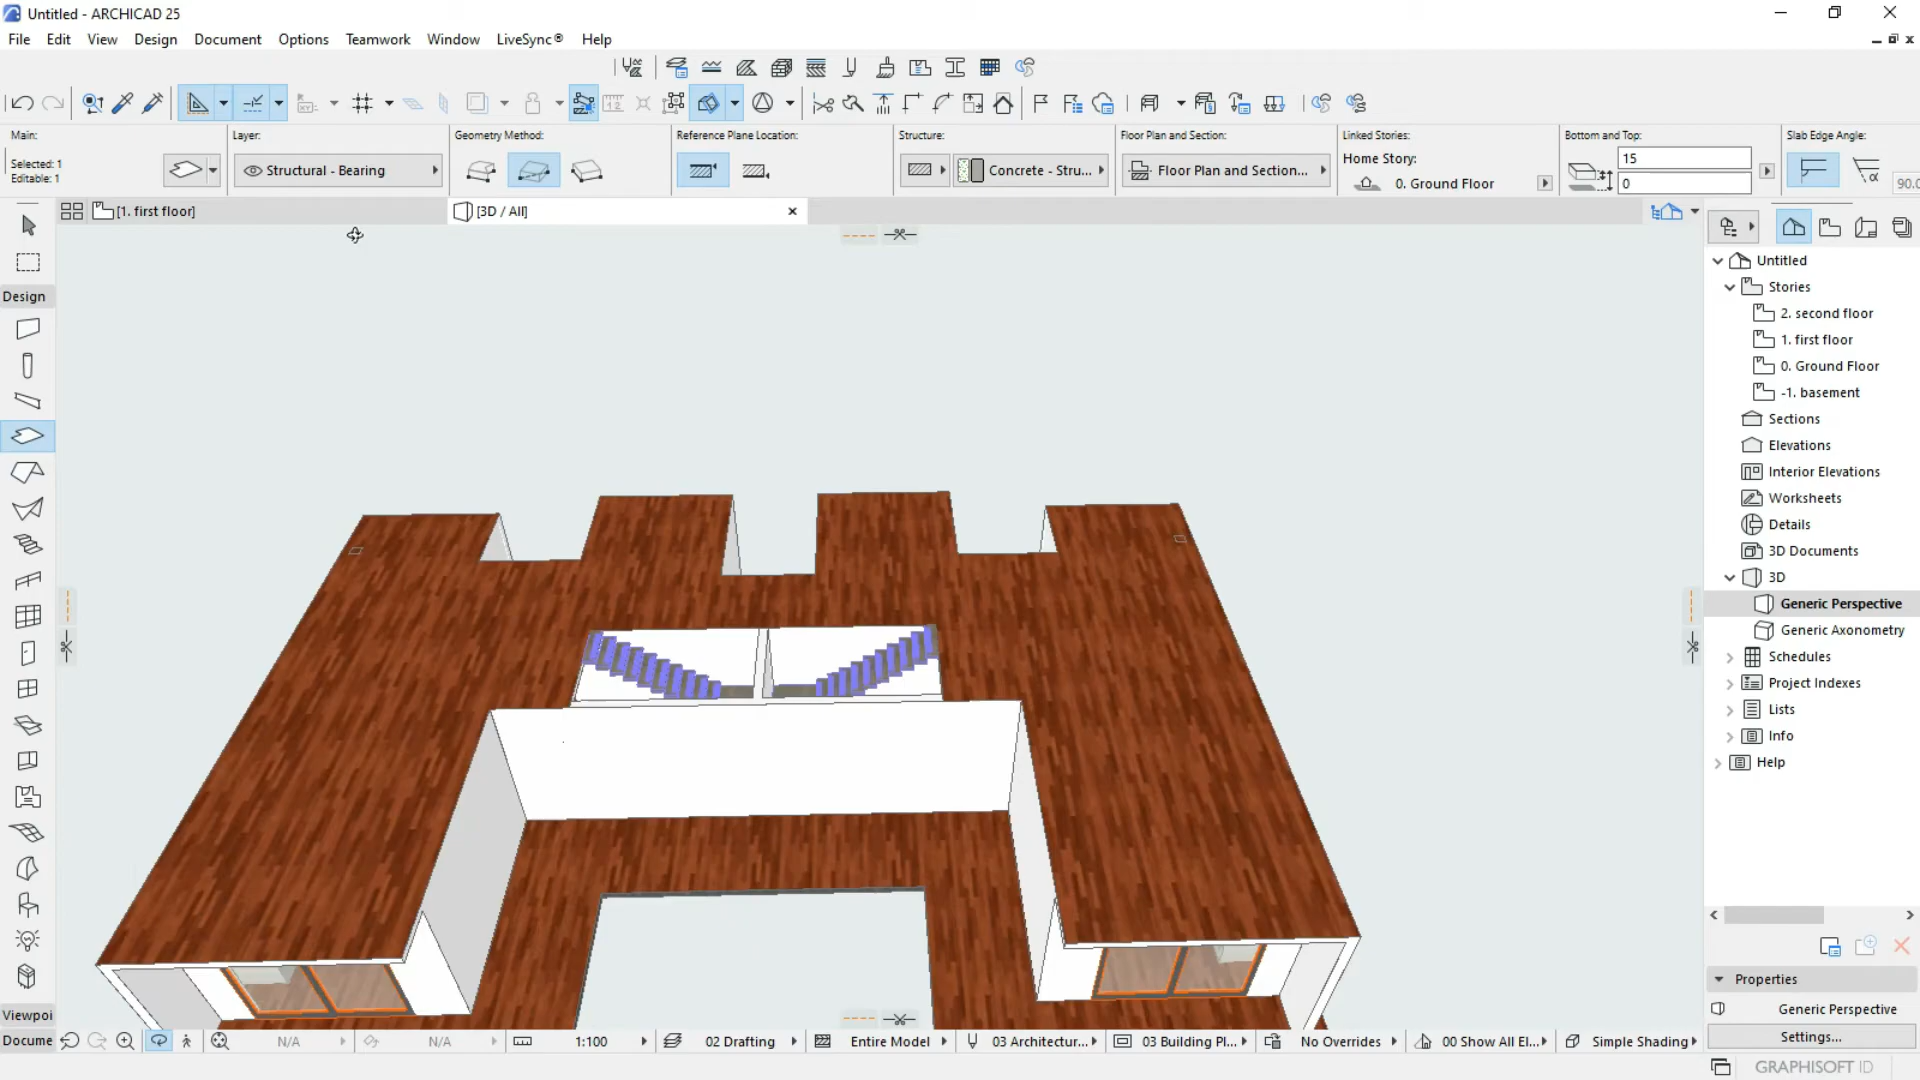 Untitled - ARCHICAD 25
File Edit View Design Document Options Teamwork Window LiveSync® Help
Main: Layer: Geometry Method: Reference Plane Location: Structure: Floor Plan and Section: Linked Stories: Bottom and Top: Slab Edge Angle:
Selected: 1
Editable: 1
Structural - Bearing
Concrete - Stru...
Floor Plan and Section...
Home Story:
0. Ground Floor
15
0
90.0
[1. first floor]
[3D / All]
Design
Viewpoi
Docume
Untitled
Stories
2. second floor
1. first floor
0. Ground Floor
-1. basement
Sections
Elevations
Interior Elevations
Worksheets
Details
3D Documents
3D
Generic Perspective
Generic Axonometry
Schedules
Project Indexes
Lists
Info
Help
Properties
Generic Perspective
Settings...
N/A N/A 1:100 02 Drafting Entire Model 03 Architectur... 03 Building Pl... No Overrides 00 Show All El... Simple Shading
GRAPHISOFT ID